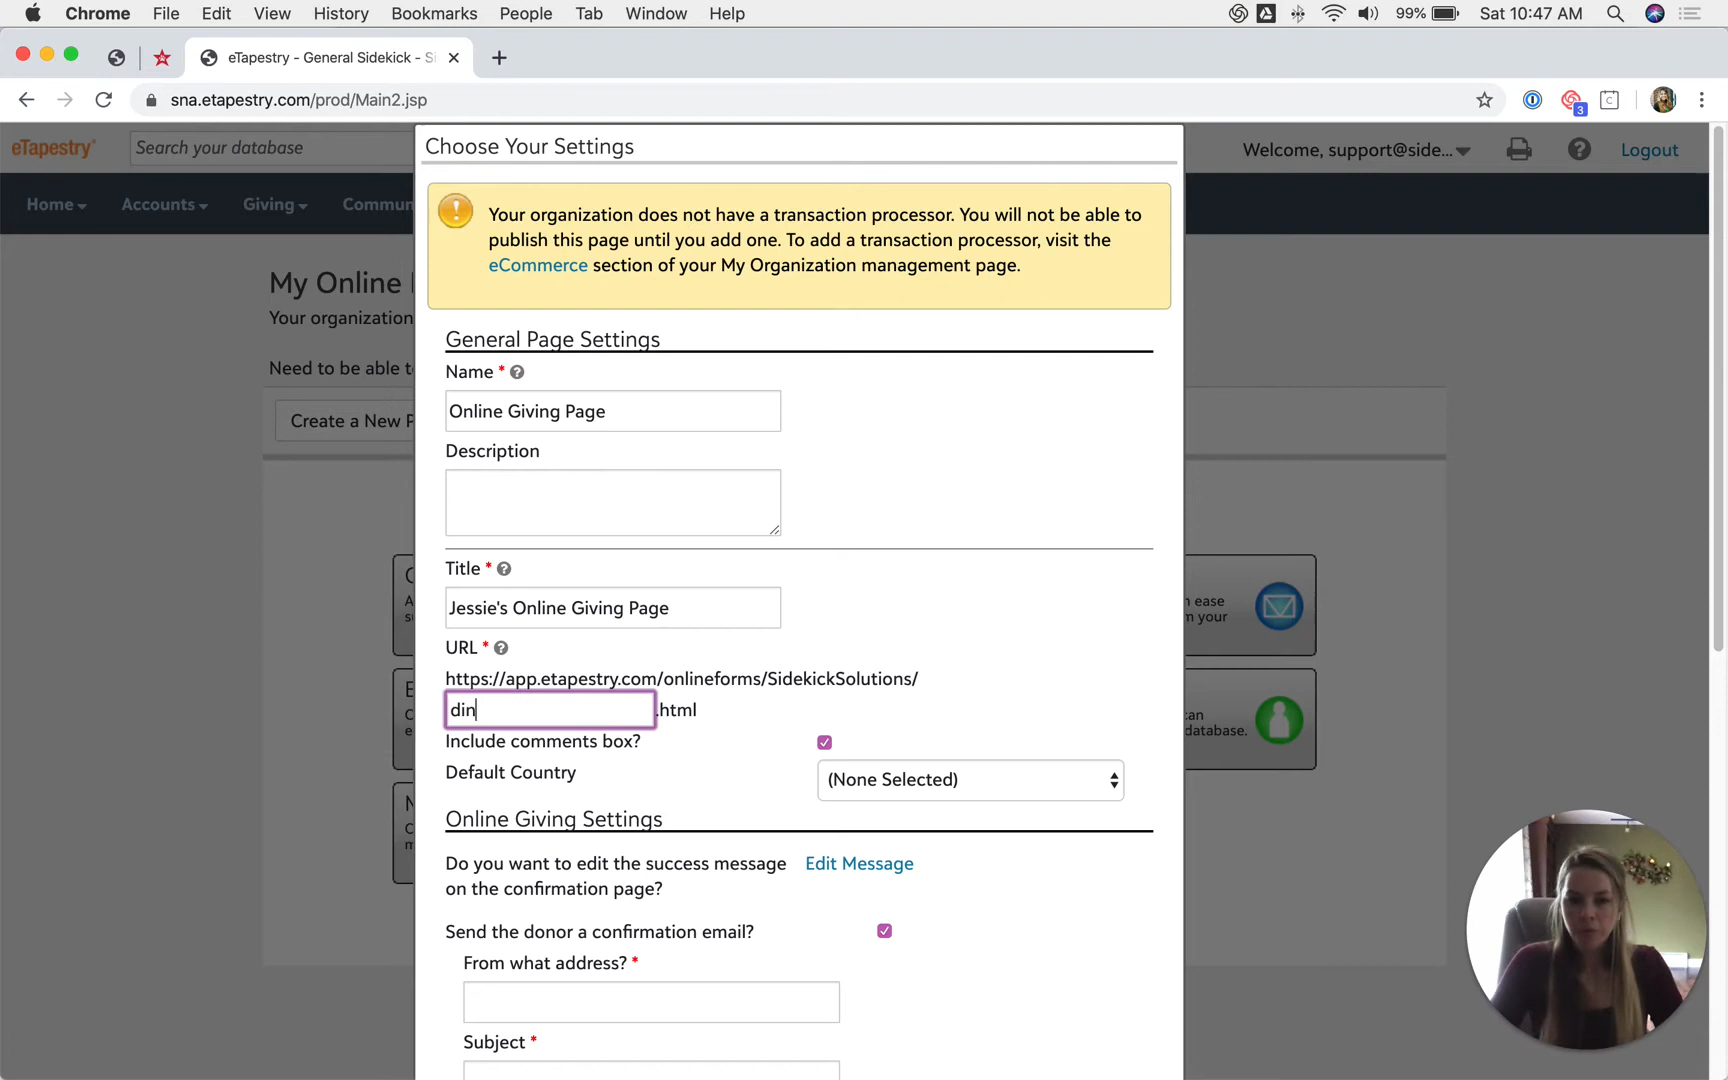 Chrome File Edit View History Bookmarks People Tab Window Help 99% Sat 10:47 AM
eTapestry - General Sidekick - Si
sna.etapestry.com/prod/Main2.jsp
3
C
eTapestry
Search your database
Welcome, support@side...
Logout
Home Accounts Giving Commun
My Online
Your organization
Need to be able to
Create a New P
Choose Your Settings
Your organization does not have a transaction processor. You will not be able to
publish this page until you add one. To add a transaction processor, visit the
eCommerce section of your My Organization management page.
General Page Settings
Name *
Online Giving Page
Description
Title *
Jessie's Online Giving Page
URL *
https://app.etapestry.com/onlineforms/SidekickSolutions/
din .html
Include comments box?
Default Country (None Selected)
Online Giving Settings
Do you want to edit the success message Edit Message
on the confirmation page?
Send the donor a confirmation email?
From what address? *
Subject *
n ease
m your
can
database.